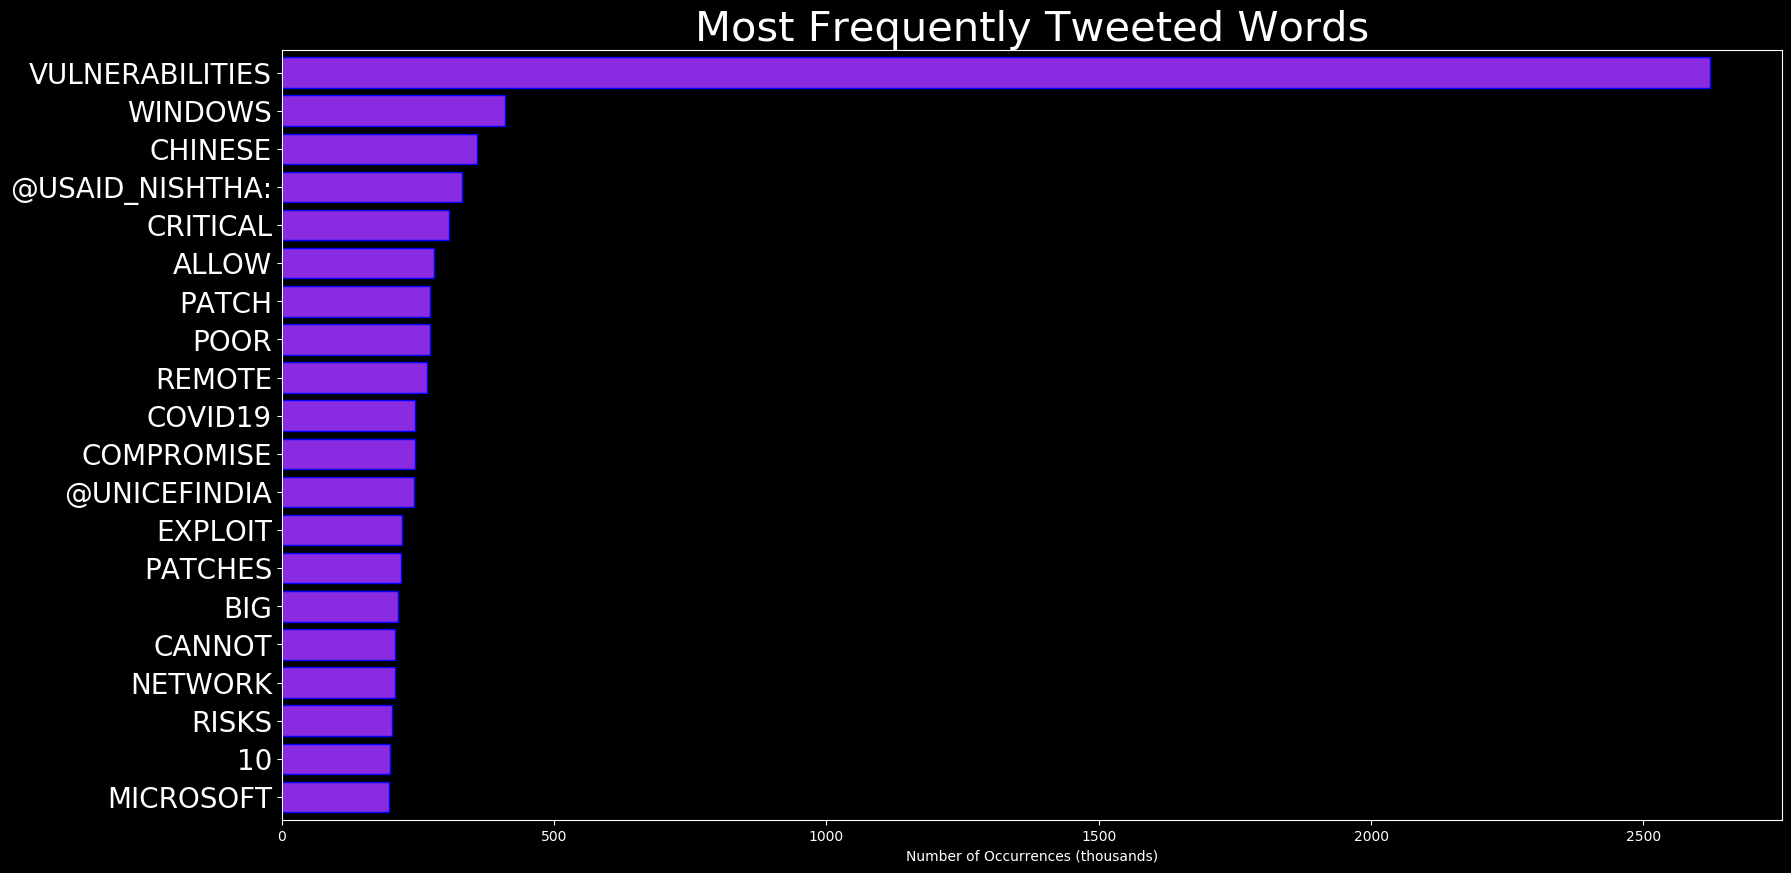 Most Frequently Tweeted Words
VULNERABILITIES
WINDOWS
CHINESE
@USAID_NISHTHA:
CRITICAL
ALLOW
PATCH
POOR
REMOTE
COVID19
COMPROMISE
@UNICEFINDIA
EXPLOIT
PATCHES
BIG
CANNOT
NETWORK
RISKS
10
MICROSOFT
0 500 1000 1500 2000 2500
Number of Occurrences (thousands)